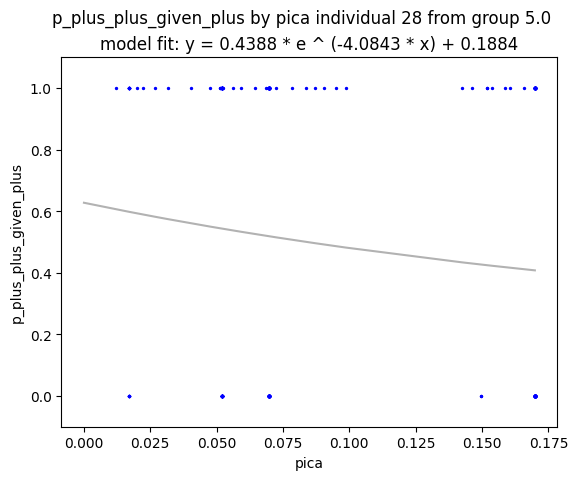 p_plus_plus_given_plus by pica individual 28 from group 5.0
model fit: y = 0.4388 * e ^ (-4.0843 * x) + 0.1884
1.0
0.8
0.6
0.4
0.2
0.0
p_plus_plus_given_plus
0.000 0.025 0.050 0.075 0.100 0.125 0.150 0.175
pica